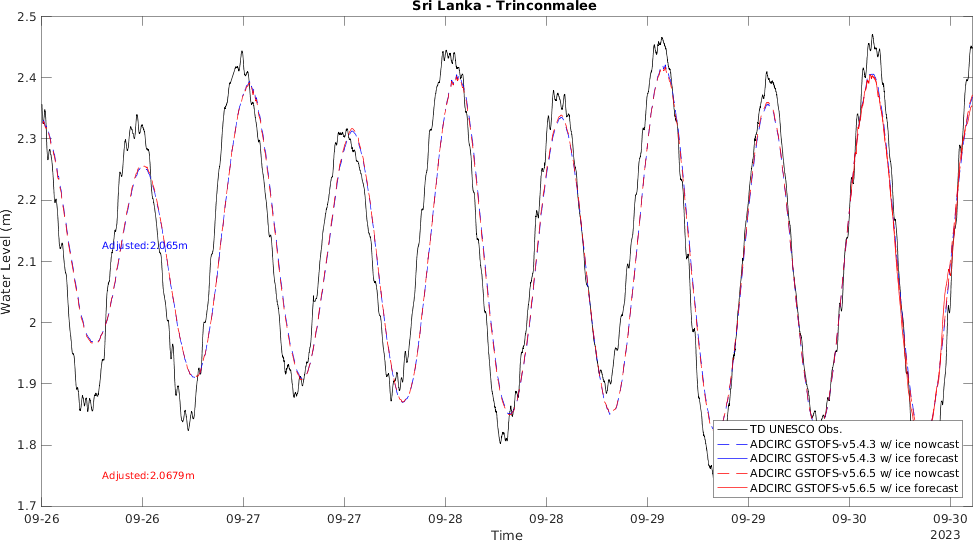 Sri Lanka - Trinconmalee
2.5
2.4
2.3
2.2
2.1
2
1.9
1.8
1.7
Water Level (m)
Adjusted:2.065m
Adjusted:2.0679m
TD UNESCO Obs.
ADCIRC GSTOFS-v5.4.3 w/ ice nowcast
ADCIRC GSTOFS-v5.4.3 w/ ice forecast
ADCIRC GSTOFS-v5.6.5 w/ ice nowcast
ADCIRC GSTOFS-v5.6.5 w/ ice forecast
09-26 09-26 09-27 09-27 09-28 09-28 09-29 09-29 09-30 09-30
2023
Time